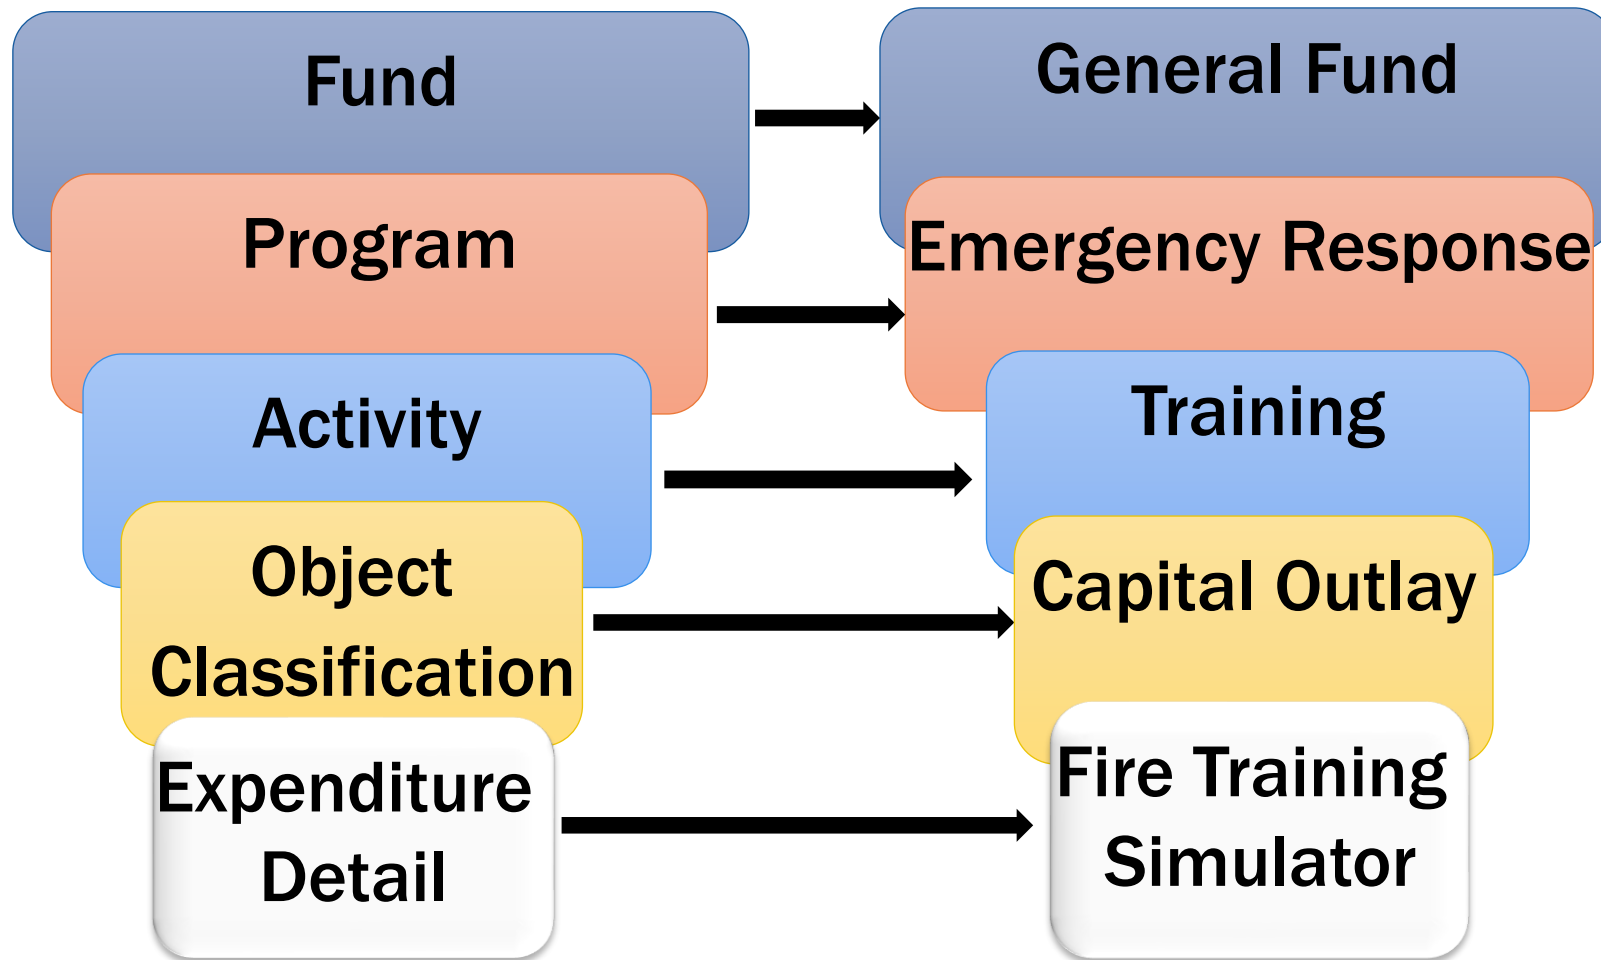 Fund
General Fund
Program
Emergency Response
Activity
Training
Object
Classification
Capital Outlay
Expenditure
Detail
Fire Training
Simulator